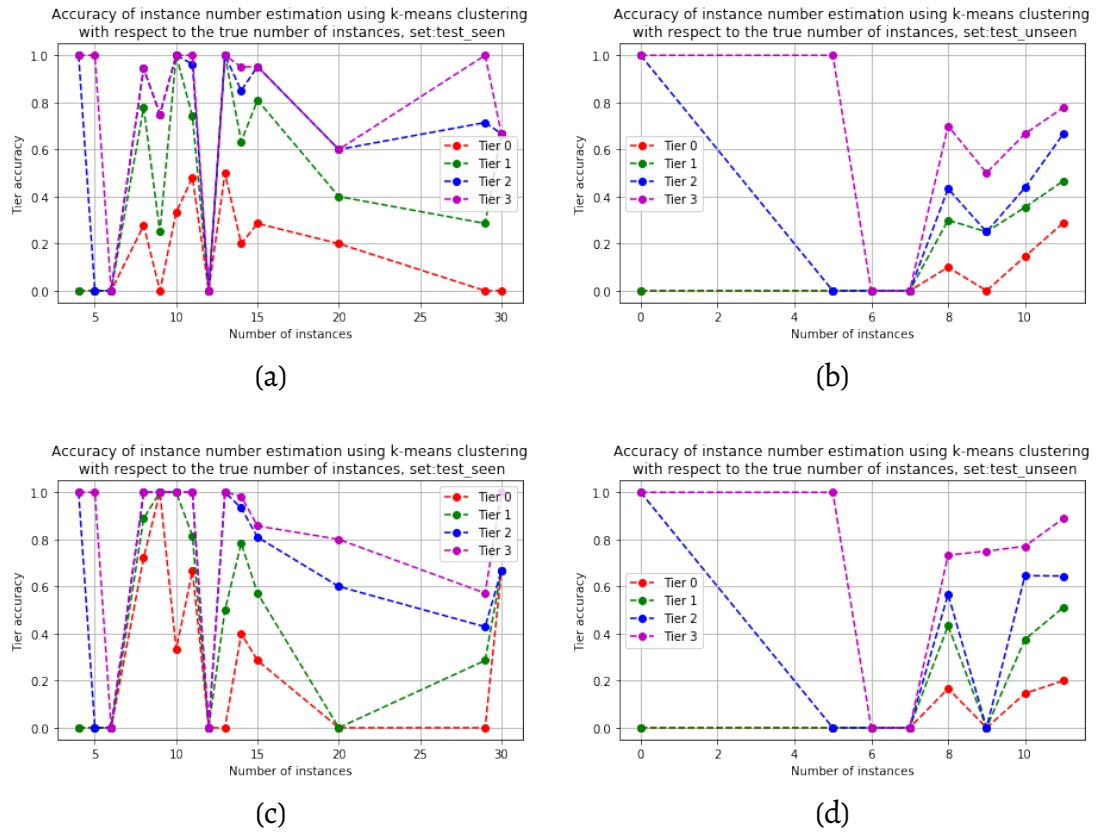 Accuracy of instance number estimation using k-means clustering
with respect to the true number of instances, set:test_seen
1.0
0.8
0.6
0.4
0.2
0.0
Tier accuracy
Tier 0
Tier 1
Tier 2
Tier 3
5 10 15 20 25 30
Number of instances
(a)
Accuracy of instance number estimation using k-means clustering
with respect to the true number of instances, set:test_unseen
1.0
0.8
0.6
0.4
0.2
0.0
Tier accuracy
Tier 0
Tier 1
Tier 2
Tier 3
0 2 4 6 8 10
Number of instances
(b)
Accuracy of instance number estimation using k-means clustering
with respect to the true number of instances, set:test_seen
1.0
0.8
0.6
0.4
0.2
0.0
Tier accuracy
Tier 0
Tier 1
Tier 2
Tier 3
5 10 15 20 25 30
Number of instances
(c)
Accuracy of instance number estimation using k-means clustering
with respect to the true number of instances, set:test_unseen
1.0
0.8
0.6
0.4
0.2
0.0
Tier accuracy
Tier 0
Tier 1
Tier 2
Tier 3
0 2 4 6 8 10
Number of instances
(d)